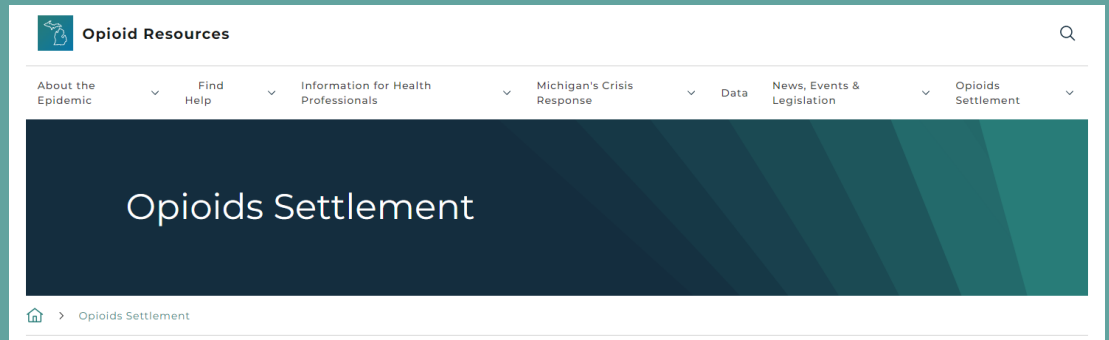 Opioid Resources
About the
Epidemic
Find
Help
Information for Health
Professionals
Michigan's Crisis
Response
Data
News, Events &
Legislation
Opioids
Settlement
Opioids Settlement
Opioids Settlement